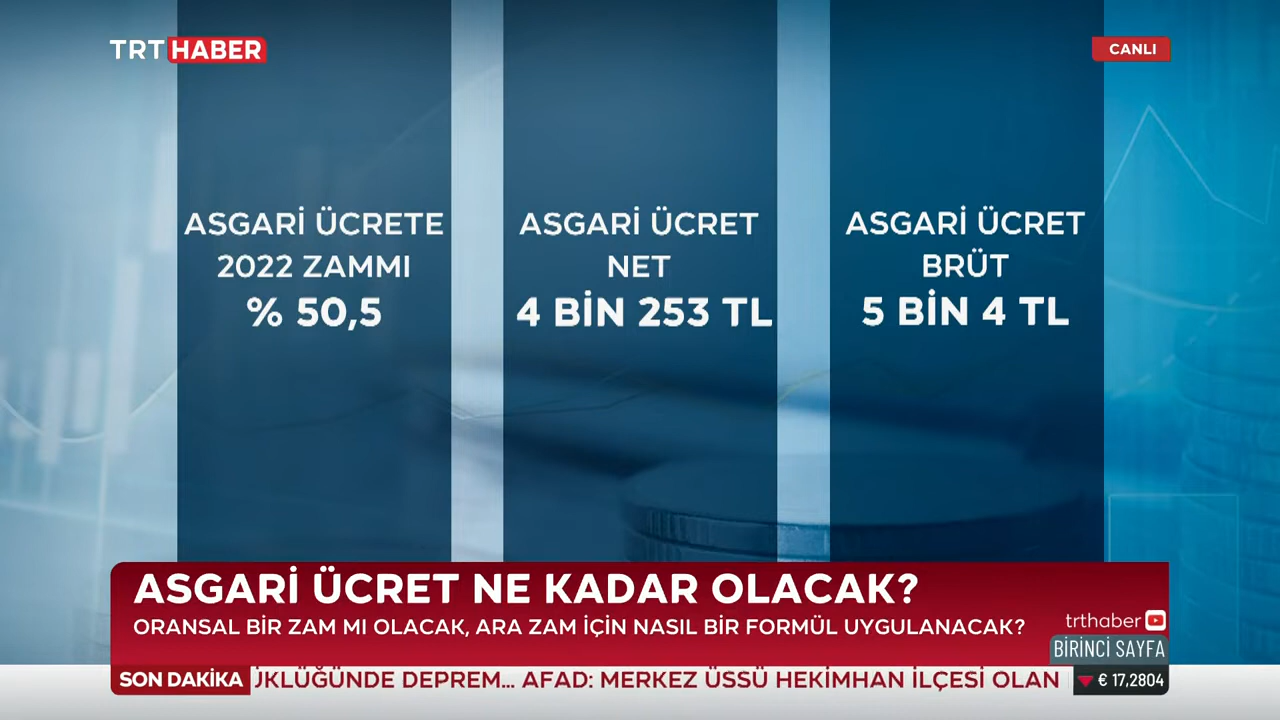 TRT HABER
CANLI
ASGARİ ÜCRETE
2022 ZAMMI
% 50,5
ASGARİ ÜCRET
NET
4 BİN 253 TL
ASGARİ ÜCRET
BRÜT
5 BİN 4 TL
ASGARİ ÜCRET NE KADAR OLACAK?
ORANSAL BİR ZAM MI OLACAK, ARA ZAM İÇİN NASIL BİR FORMÜL UYGULANACAK?
trthaber
BİRİNCİ SAYFA
SON DAKİKA
DEPREM... AFAD: MERKEZ ÜSSÜ HEKİMHAN İLÇESİ OLAN
€ 17,2804